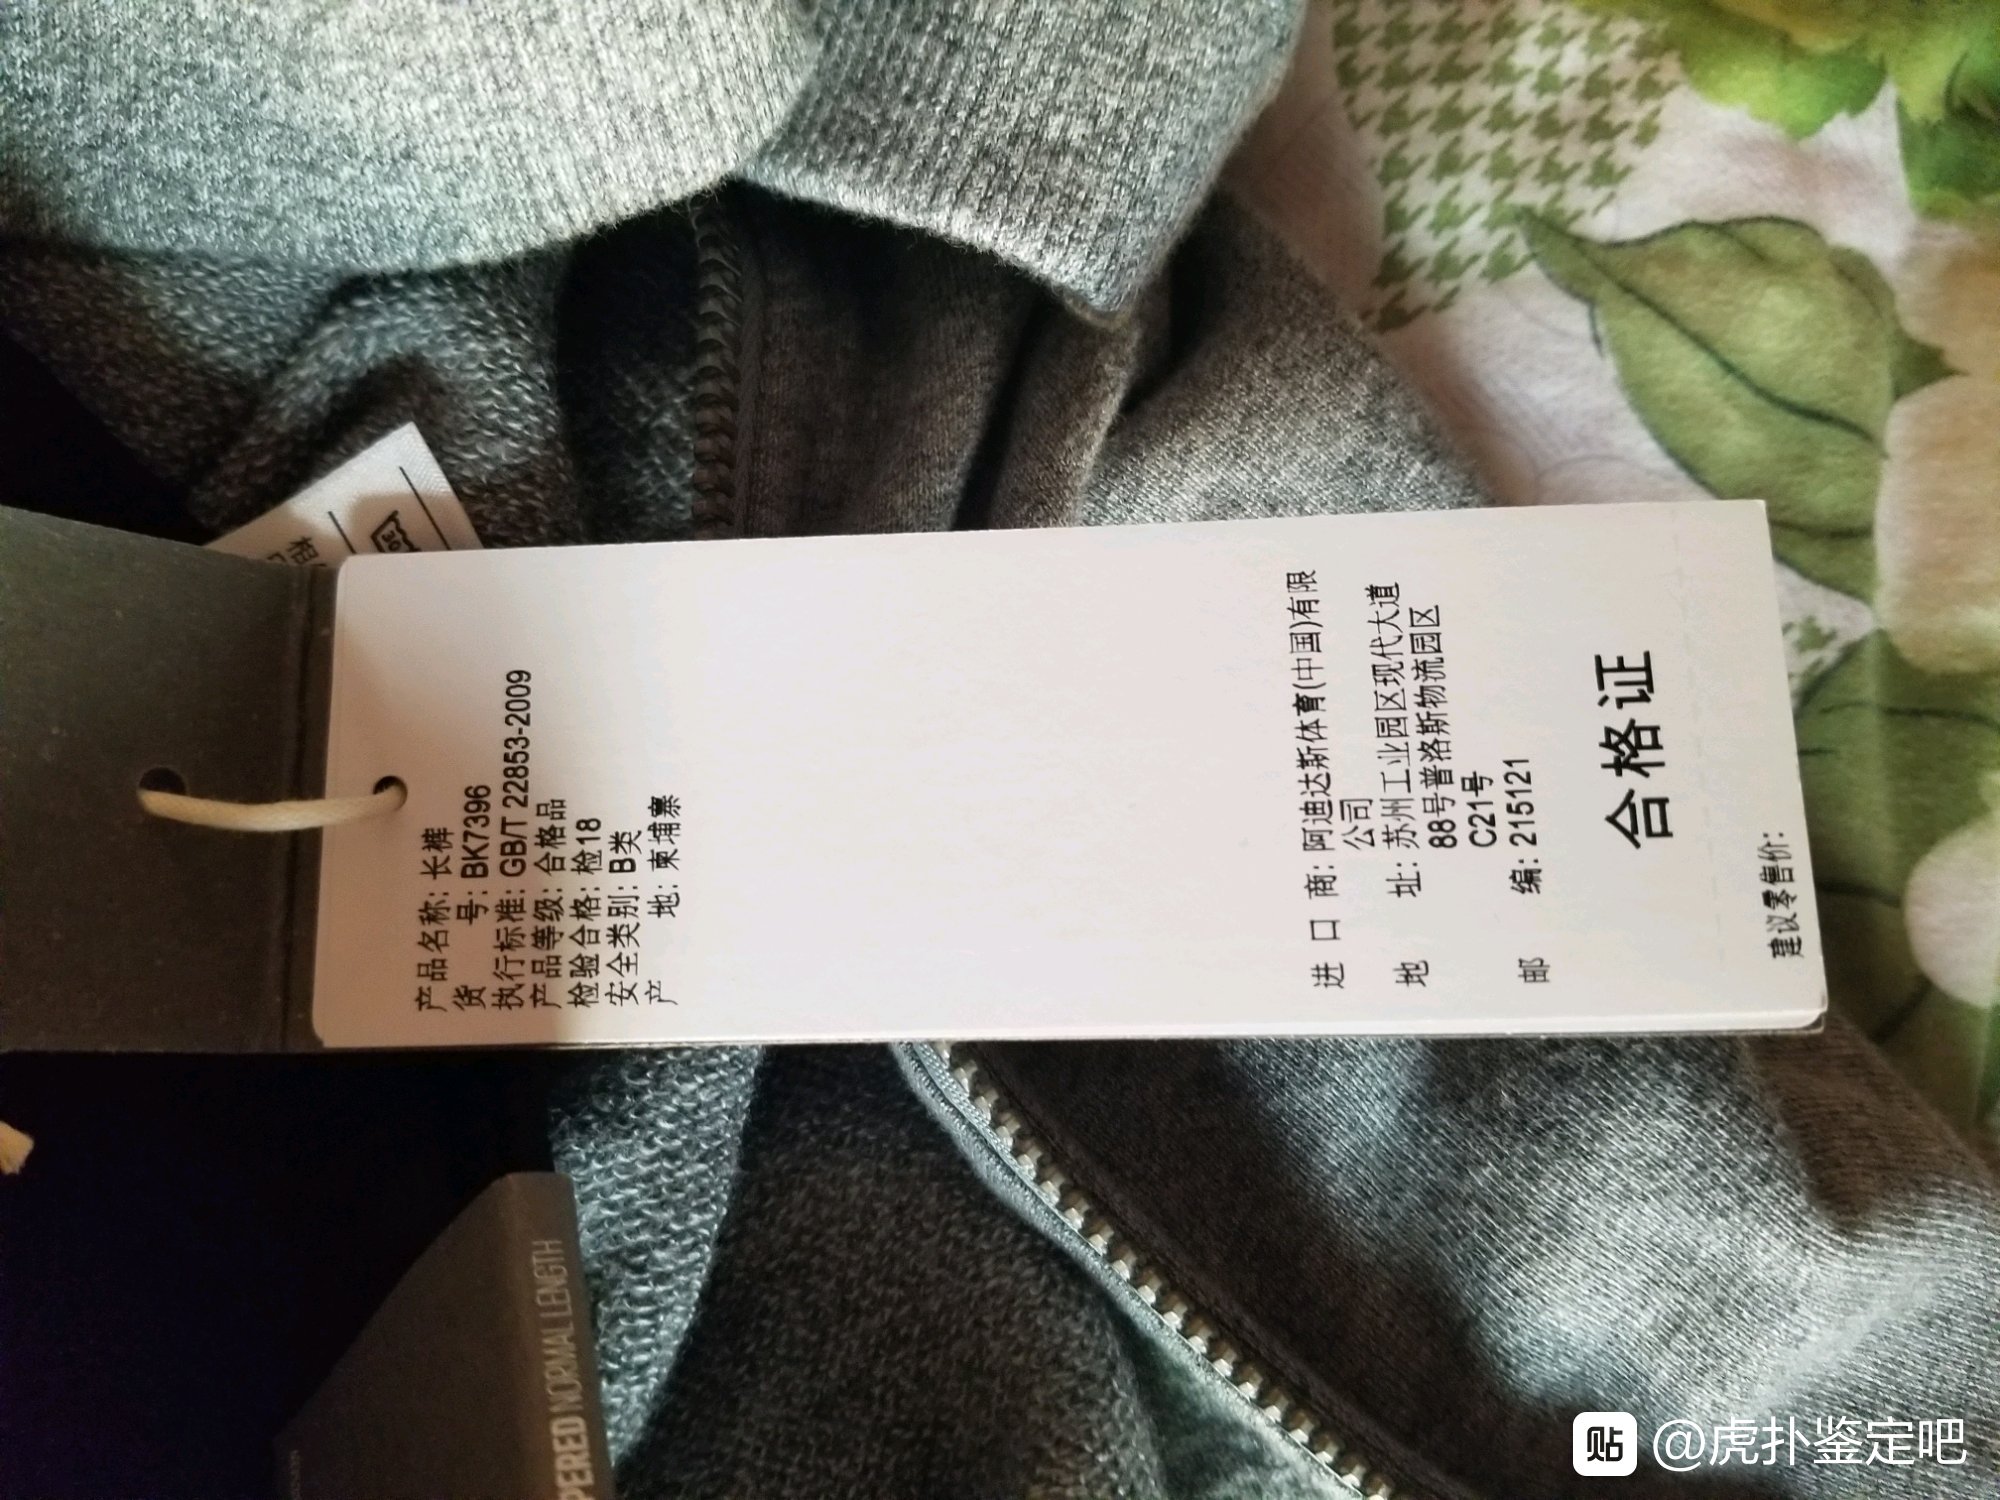 产品名称: 长裤
货 号: BK7396
执行标准: GB/T 22853-2009
产品等级: 合格品
检验合格: 检18
安全类别: B类
产 地: 柬埔寨
进 口 商: 阿迪达斯体育(中国)有限
公司
地 址: 苏州工业园区现代大道
88号普洛斯物流园区
C21号
邮 编: 215121
合格证
建议零售价:
30
PERED NORMAL LENGTH
贴 @虎扑鉴定吧